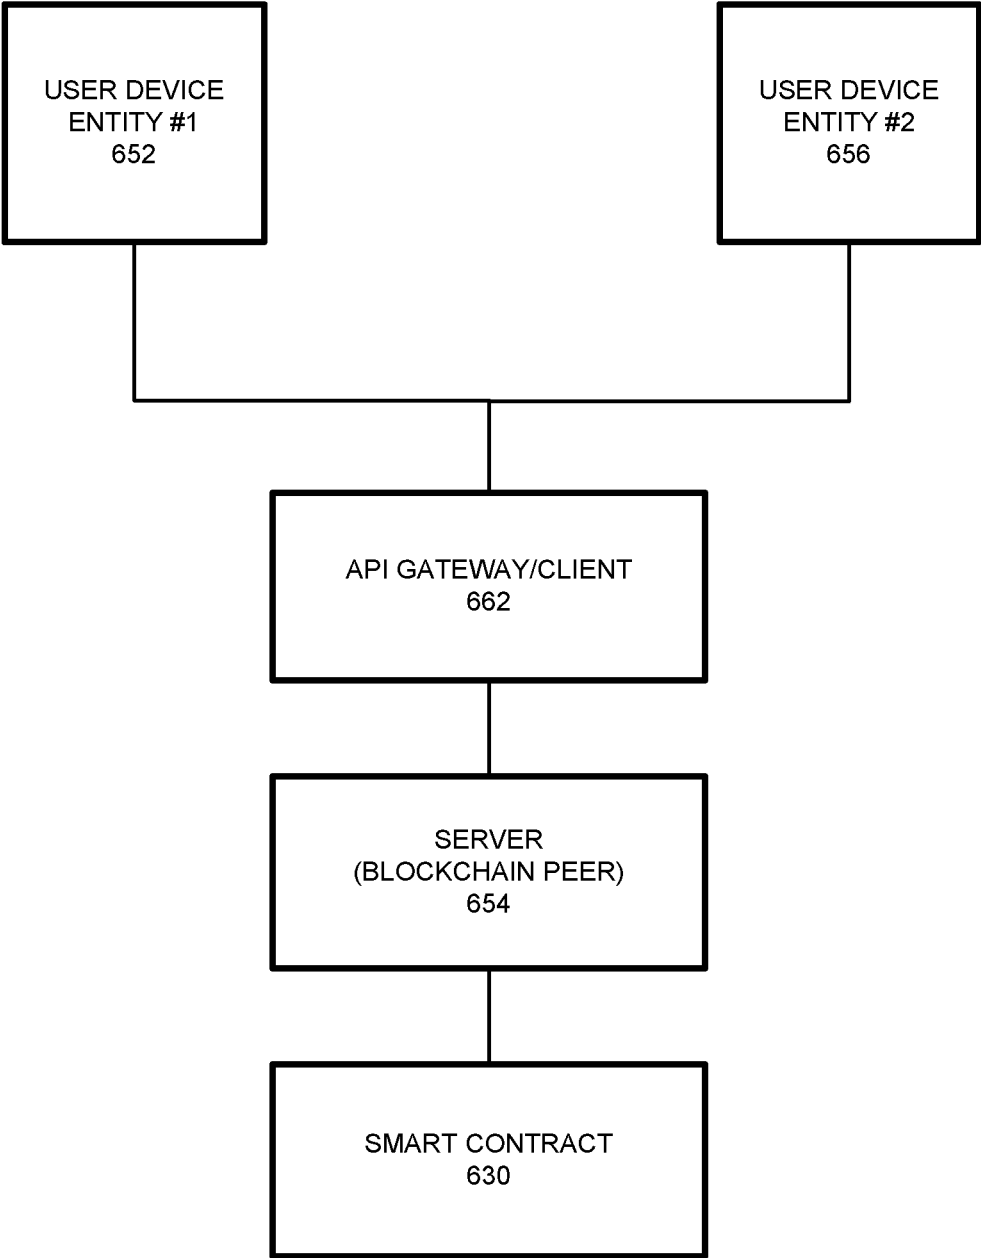 USER DEVICE
ENTITY #1
652
USER DEVICE
ENTITY #2
656
API GATEWAY/CLIENT
662
SERVER
(BLOCKCHAIN PEER)
654
SMART CONTRACT
630